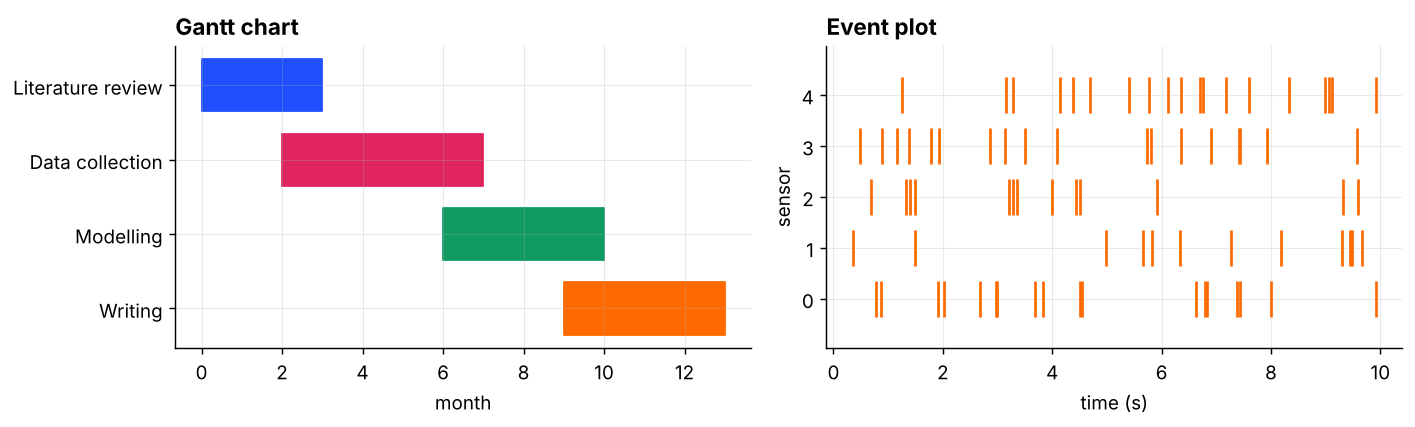 Gantt chart
Literature review
Data collection
Modelling
Writing
0 2 4 6 8 10 12
month
Event plot
sensor
4
3
2
1
0
0 2 4 6 8 10
time (s)